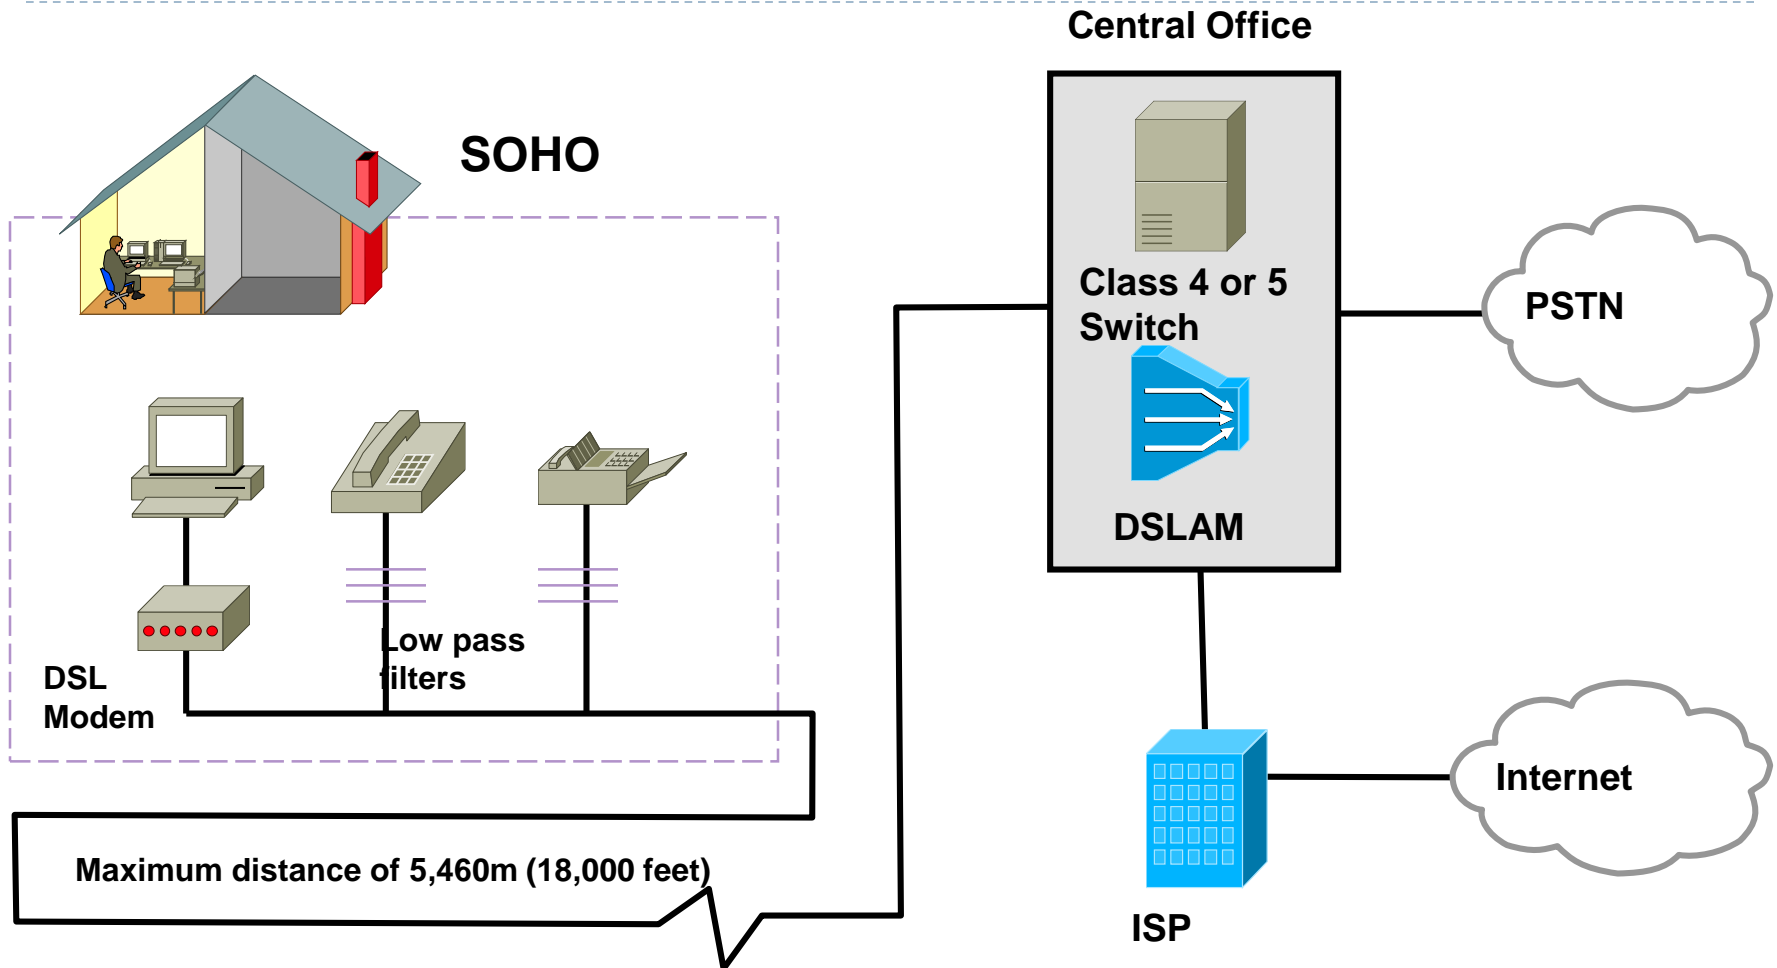 Central Office
SOHO
Class 4 or 5
Switch
PSTN
DSLAM
Low pass
filters
DSL
Modem
Internet
Maximum distance of 5,460m (18,000 feet)
ISP